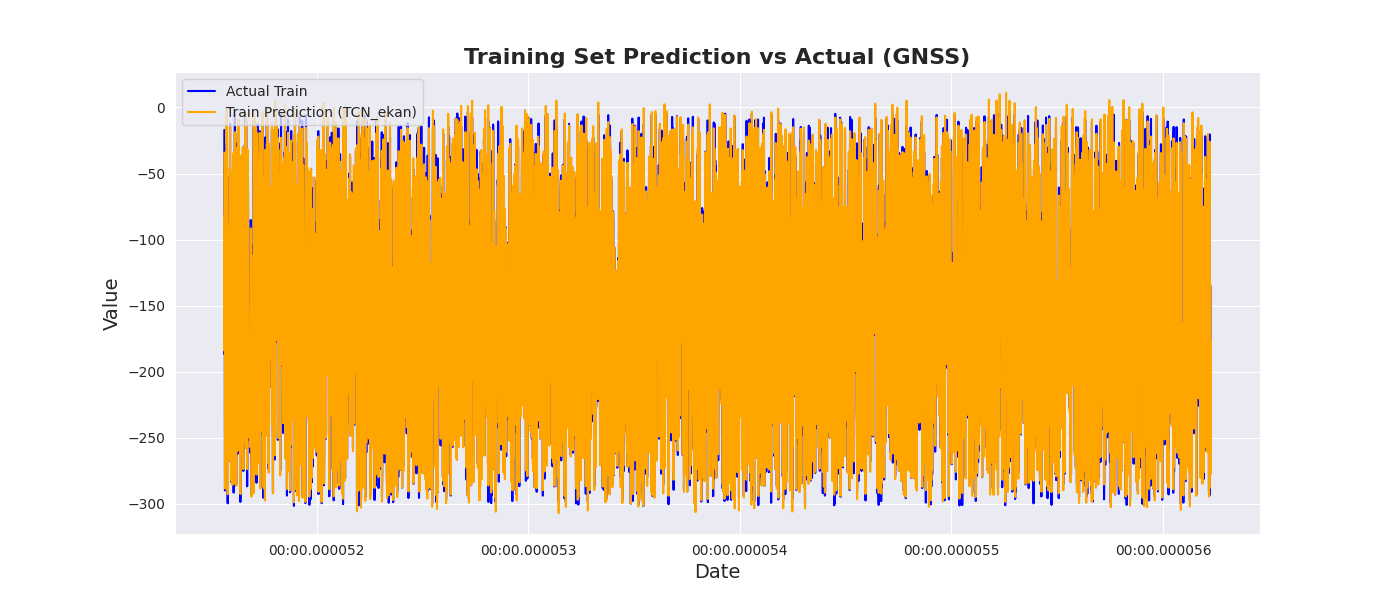 Training Set Prediction vs Actual (GNSS)
Actual Train
Train Prediction (TCN_ekan)
0
−50
−100
−150
−200
−250
−300
Value
00:00.000052
00:00.000053
00:00.000054
00:00.000055
00:00.000056
Date